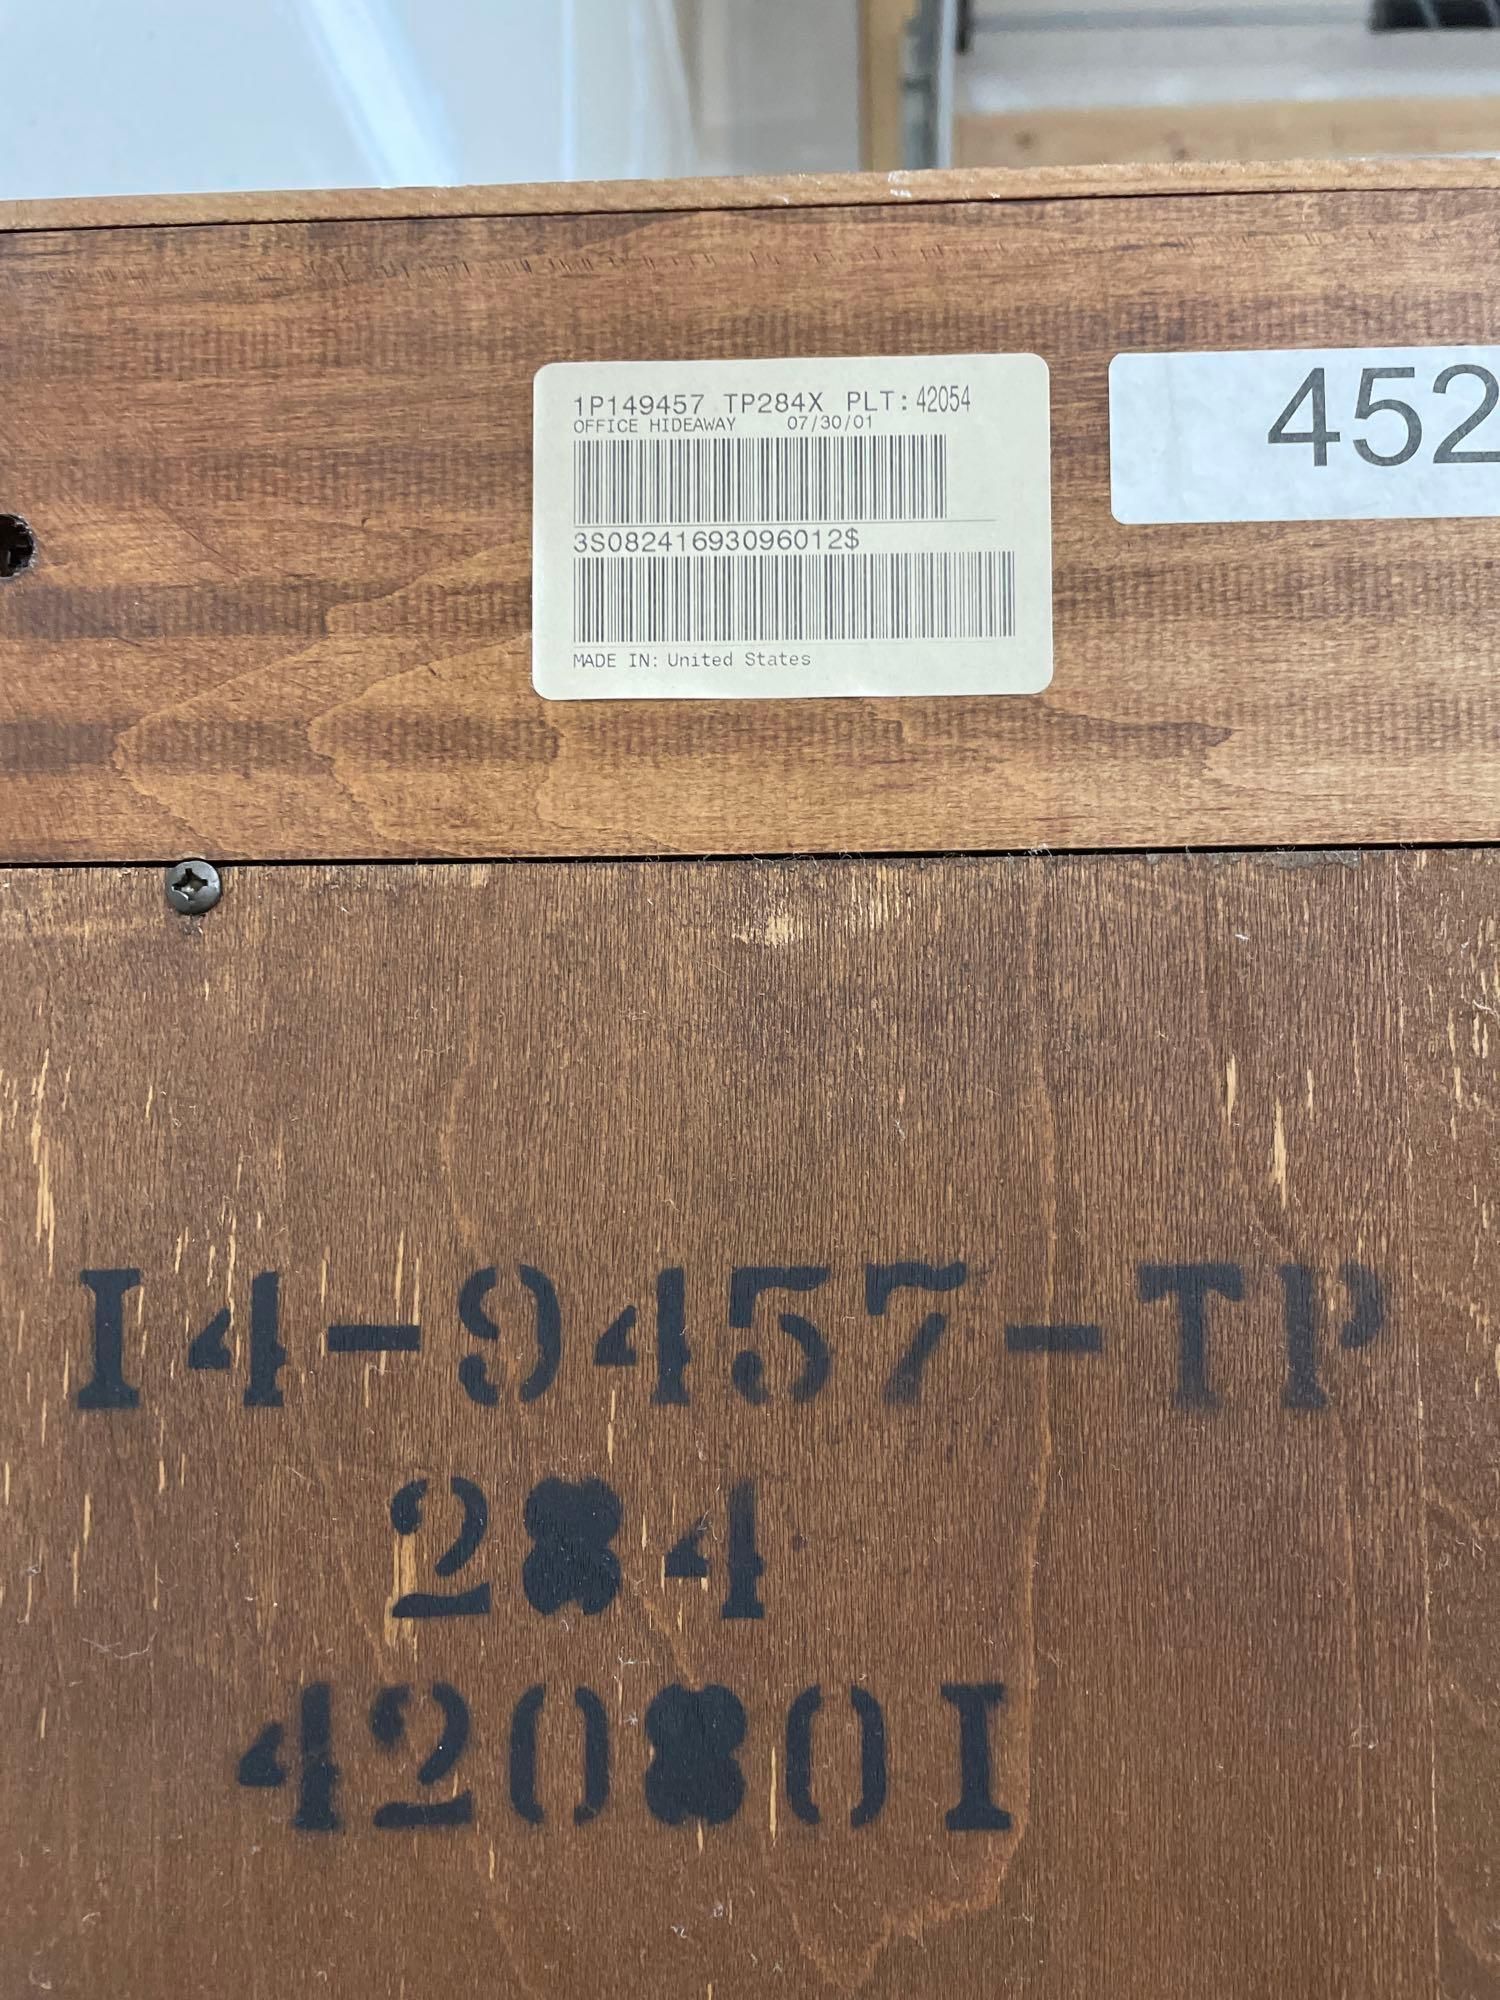 1P149457 TP284X PLT: 42054
OFFICE HIDEAWAY 07/30/01
3S08241693096012$
MADE IN: United States
452
14-9457-TP
284
420801